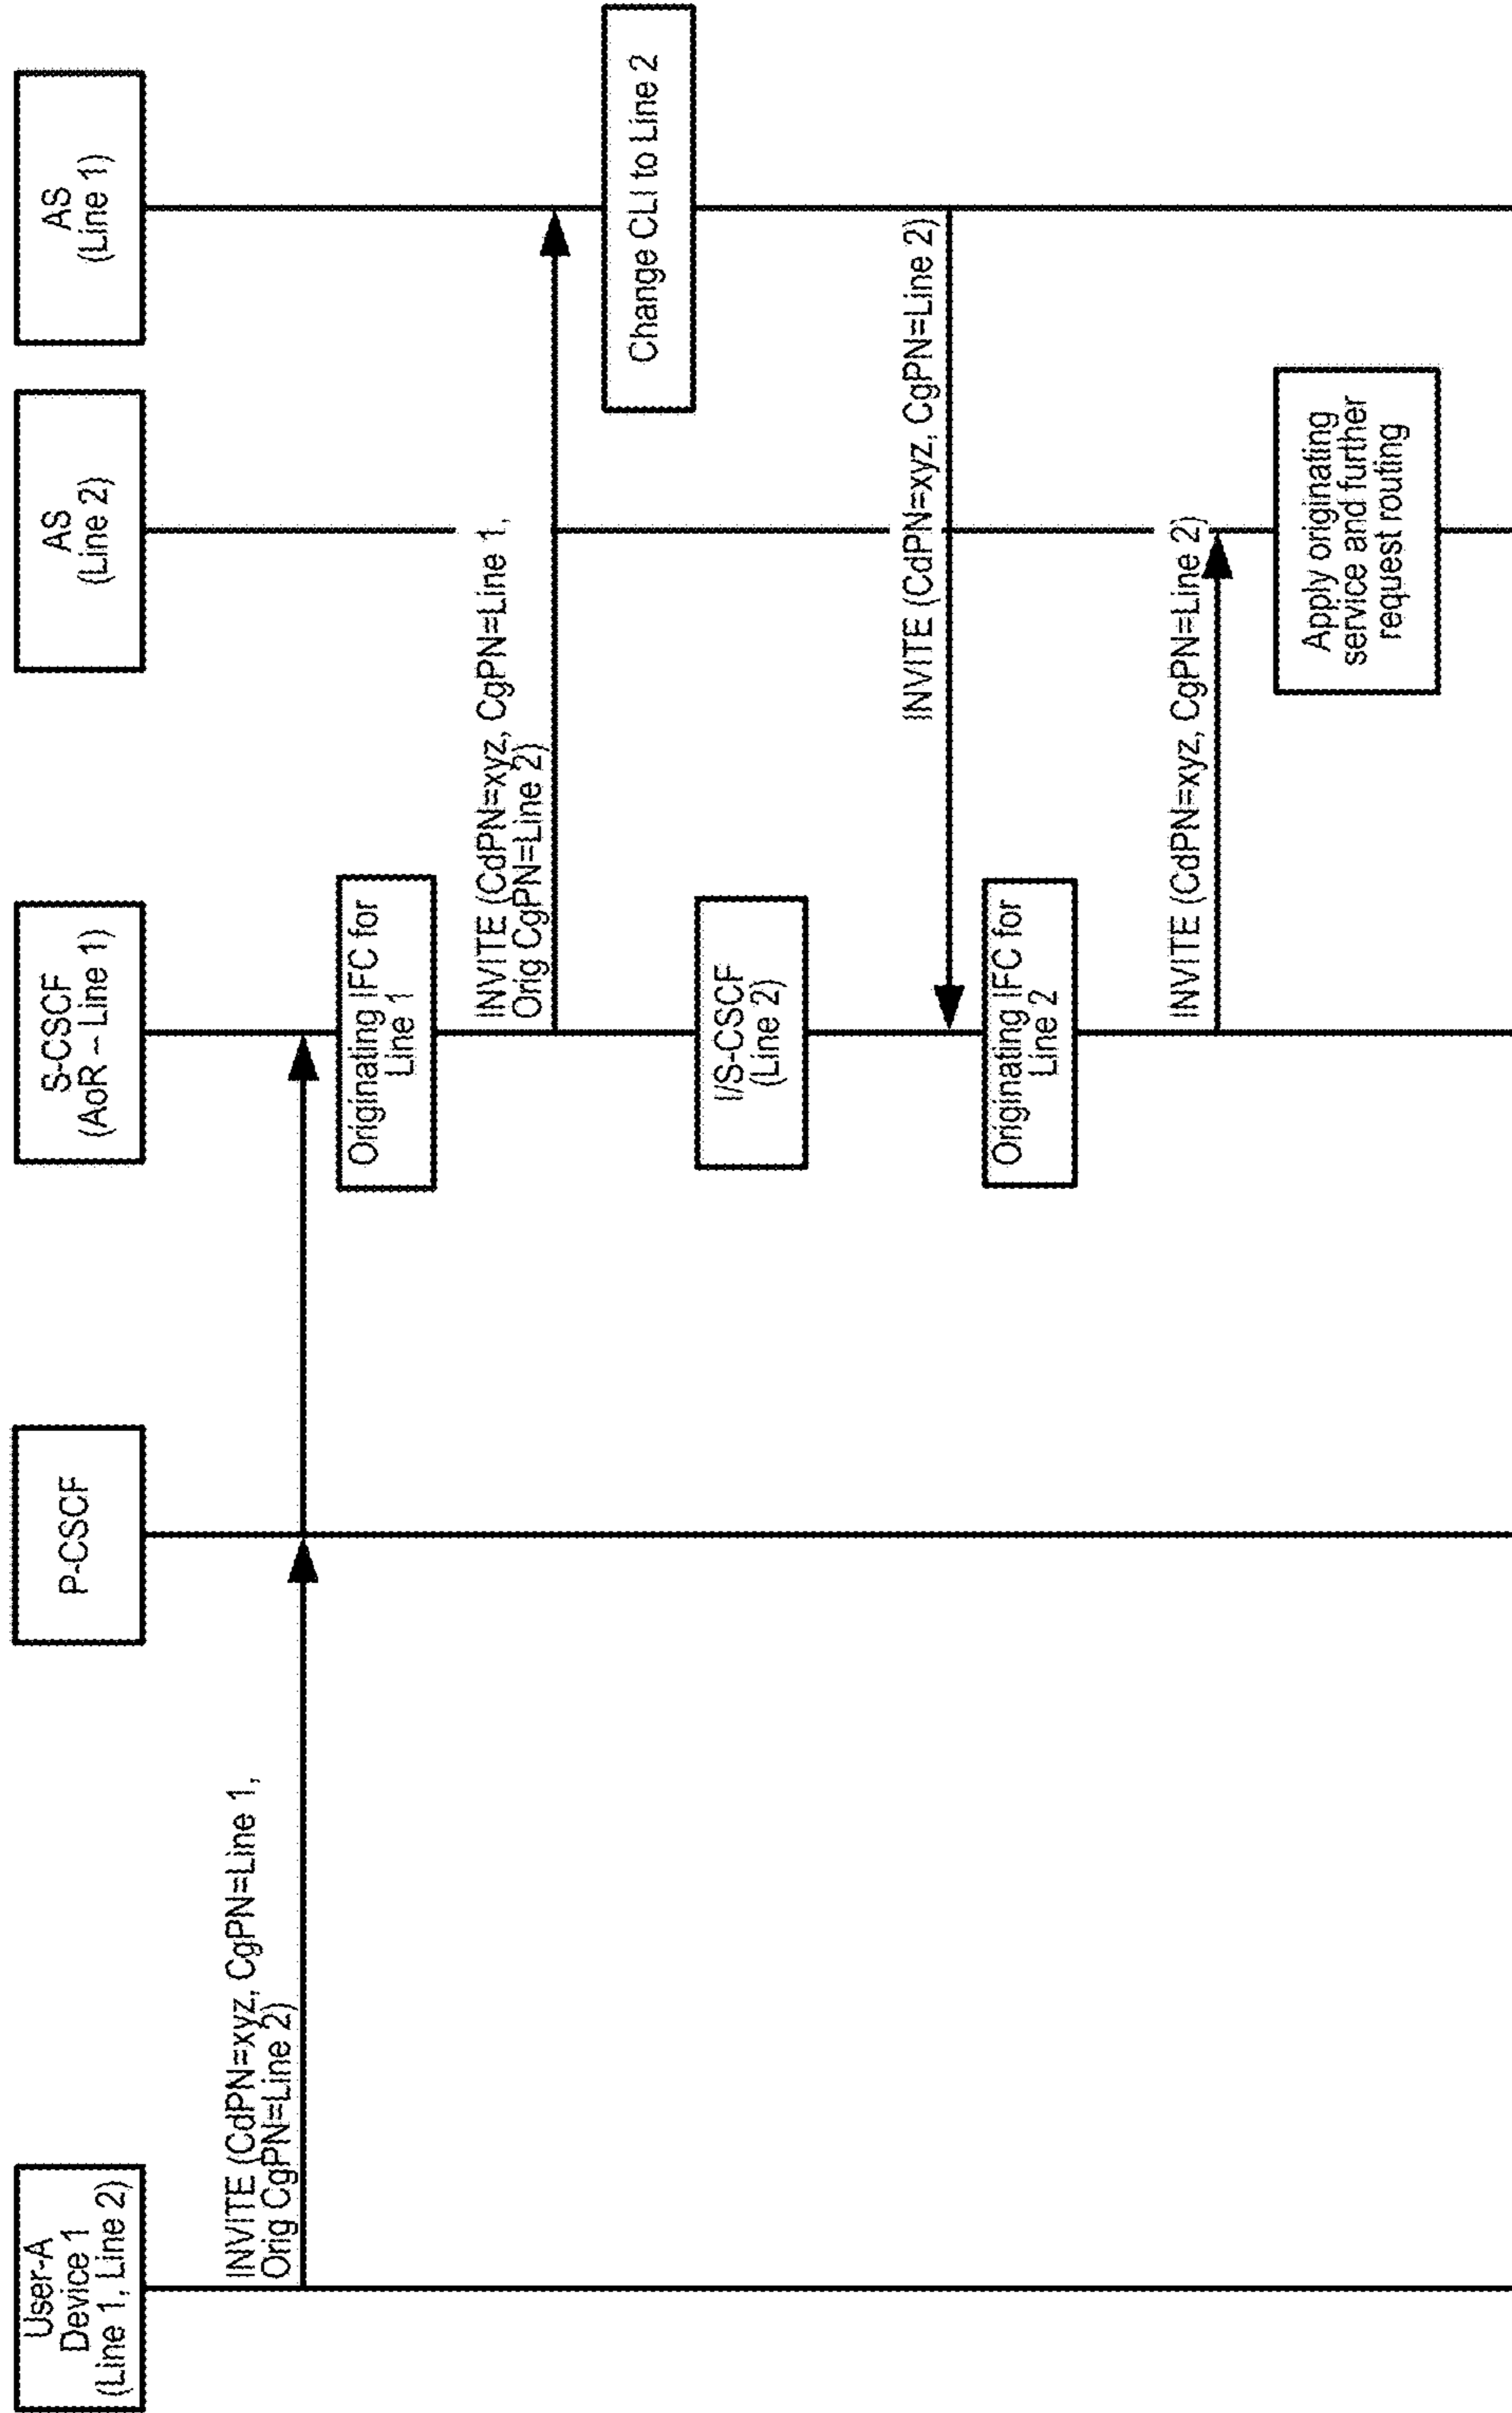 User-A
Device 1
(Line 1, Line 2)
P-CSCF
S-CSCF
(AoR – Line 1)
AS
(Line 2)
AS
(Line 1)
INVITE (CdPN=xyz, CgPN=Line 1,
Orig CgPN=Line 2)
Originating IFC for
Line 1
INVITE (CdPN=xyz, CgPN=Line 1,
Orig CgPN=Line 2)
Change CLI to Line 2
I/S-CSCF
(Line 2)
INVITE (CdPN=xyz, CgPN=Line 2)
Originating IFC for
Line 2
INVITE (CdPN=xyz, CgPN=Line 2)
Apply originating
service and further
request routing